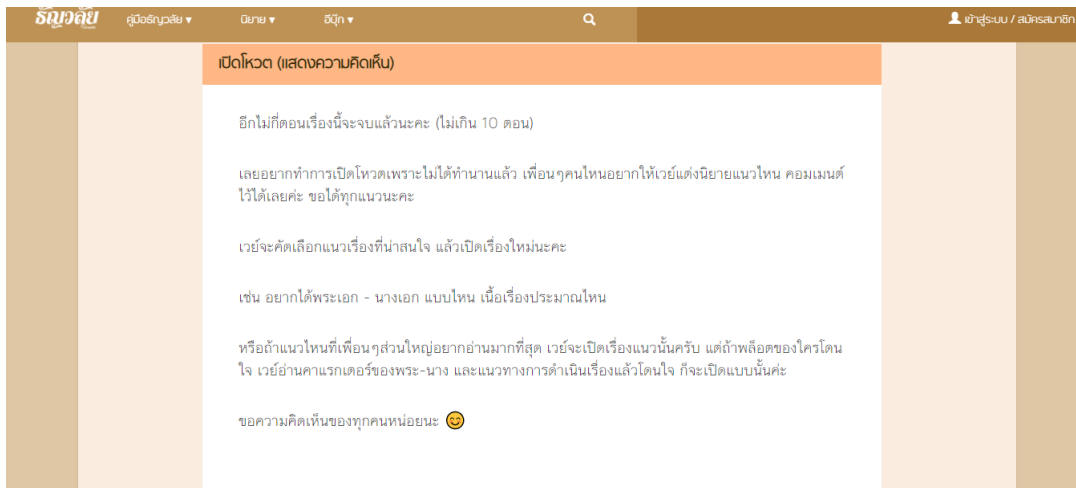 ธัญวลัย คู่มือธัญวลัย ▾ นิยาย ▾ อีบุ๊ก ▾ เข้าสู่ระบบ / สมัครสมาชิก
เปิดโหวต (แสดงความคิดเห็น)
อีกไม่กี่ตอนเรื่องนี้จะจบแล้วนะคะ (ไม่เกิน 10 ตอน)
เลยอยากทำการเปิดโหวตเพราะไม่ได้ทำนานแล้ว เพื่อนๆคนไหนอยากให้เวย์แต่งนิยายแนวไหน คอมเมนต์
ไว้ได้เลยค่ะ ขอได้ทุกแนวนะคะ
เวย์จะคัดเลือกแนวเรื่องที่น่าสนใจ แล้วเปิดเรื่องใหม่นะคะ
เช่น อยากได้พระเอก - นางเอก แบบไหน เนื้อเรื่องประมาณไหน
หรือถ้าแนวไหนที่เพื่อนๆส่วนใหญ่อยากอ่านมากที่สุด เวย์จะเปิดเรื่องแนวนั้นครับ แต่ถ้าพล็อตของใครโดน
ใจ เวย์อ่านคาแรกเตอร์ของพระ-นาง และแนวทางการดำเนินเรื่องแล้วโดนใจ ก็จะเปิดแบบนั้นค่ะ
ขอความคิดเห็นของทุกคนหน่อยนะ 😊